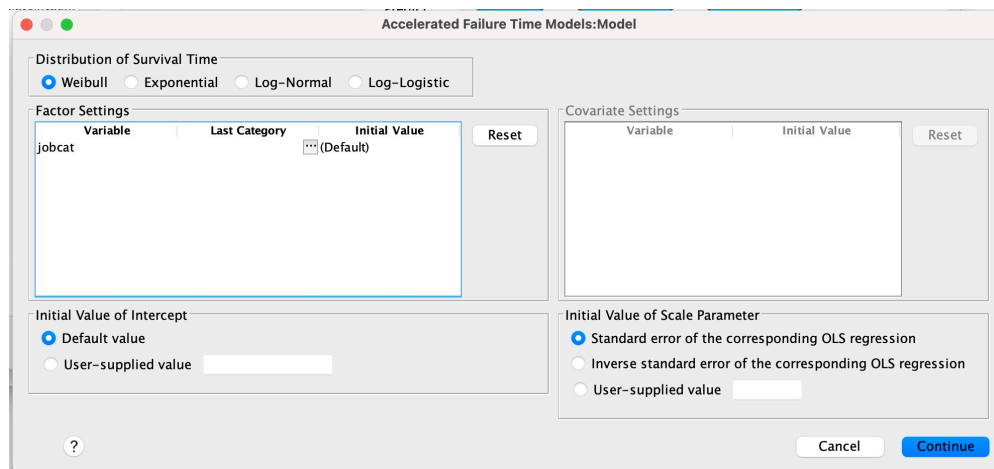 Accelerated Failure Time Models:Model
Distribution of Survival Time
Weibull Exponential Log-Normal Log-Logistic
Factor Settings
Variable Last Category Initial Value
jobcat ··· (Default)
Reset
Covariate Settings
Variable Initial Value
Reset
Initial Value of Intercept
Default value
User-supplied value
Initial Value of Scale Parameter
Standard error of the corresponding OLS regression
Inverse standard error of the corresponding OLS regression
User-supplied value
?
Cancel Continue